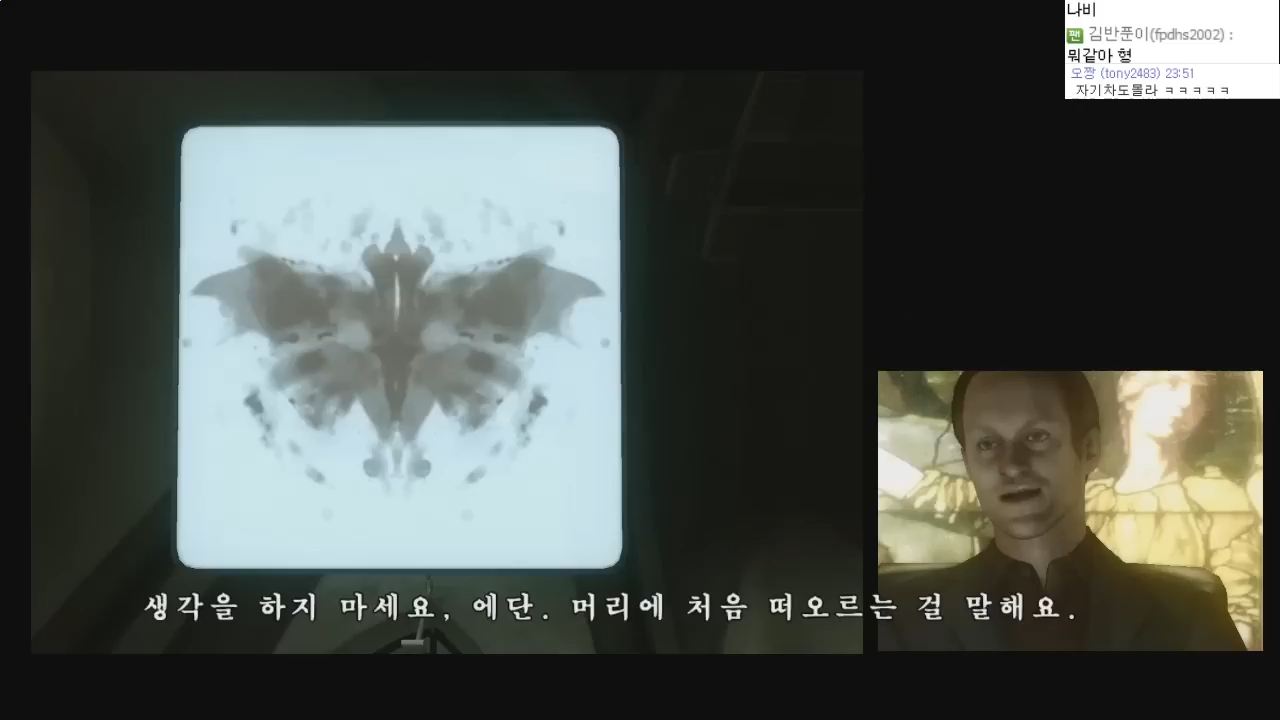 나비
팬 김반푼이(fpdhs2002) :
뭐같아 형
오짱 (tony2483) 23:51
자기차도몰라 ㅋㅋㅋㅋㅋ
생각을 하지 마세요, 에단. 머리에 처음 떠오르는 걸 말해요.